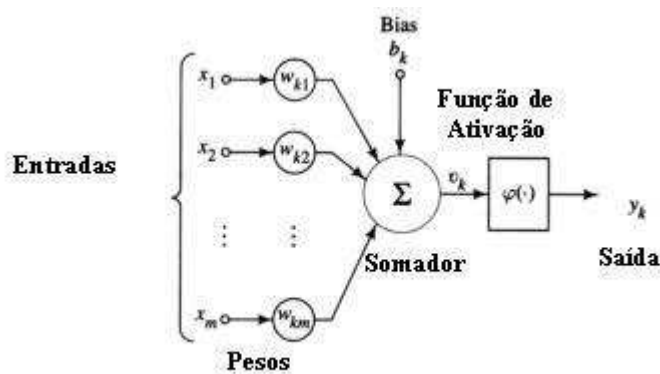 Bias
b_k
Função de
Ativação
Entradas
x_1
w_k1
x_2
w_k2
Σ
v_k
φ(·)
y_k
Somador
Saída
x_m
w_km
Pesos